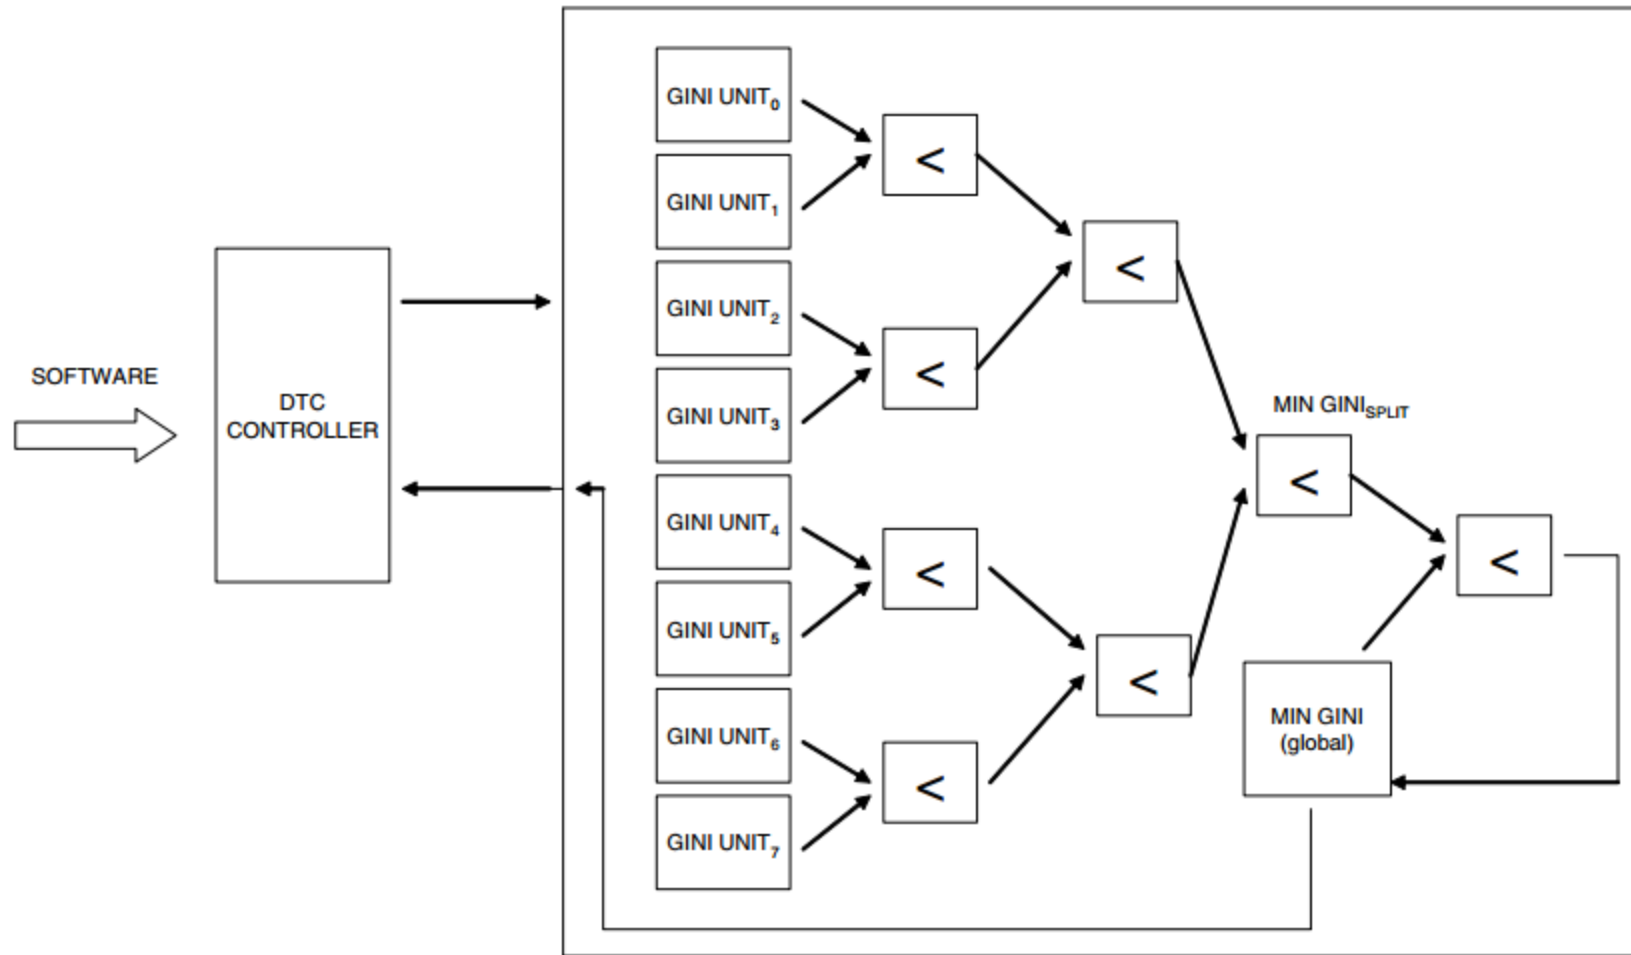 SOFTWARE
DTC
CONTROLLER
GINI UNIT0
GINI UNIT1
GINI UNIT2
GINI UNIT3
GINI UNIT4
GINI UNIT5
GINI UNIT6
GINI UNIT7
<
<
<
<
<
<
MIN GINISPLIT
<
<
MIN GINI
(global)